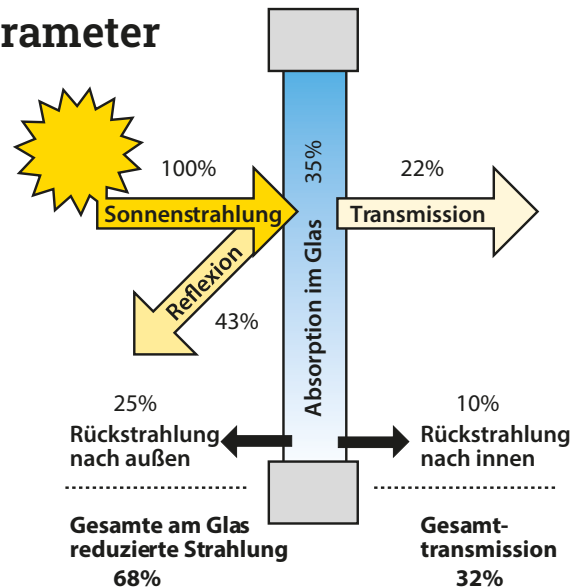 rameter
100%
Sonnenstrahlung
Reflexion
43%
Absorption im Glas
35%
22%
Transmission
25%
Rückstrahlung
nach außen
10%
Rückstrahlung
nach innen
Gesamte am Glas
reduzierte Strahlung
68%
Gesamt-
transmission
32%